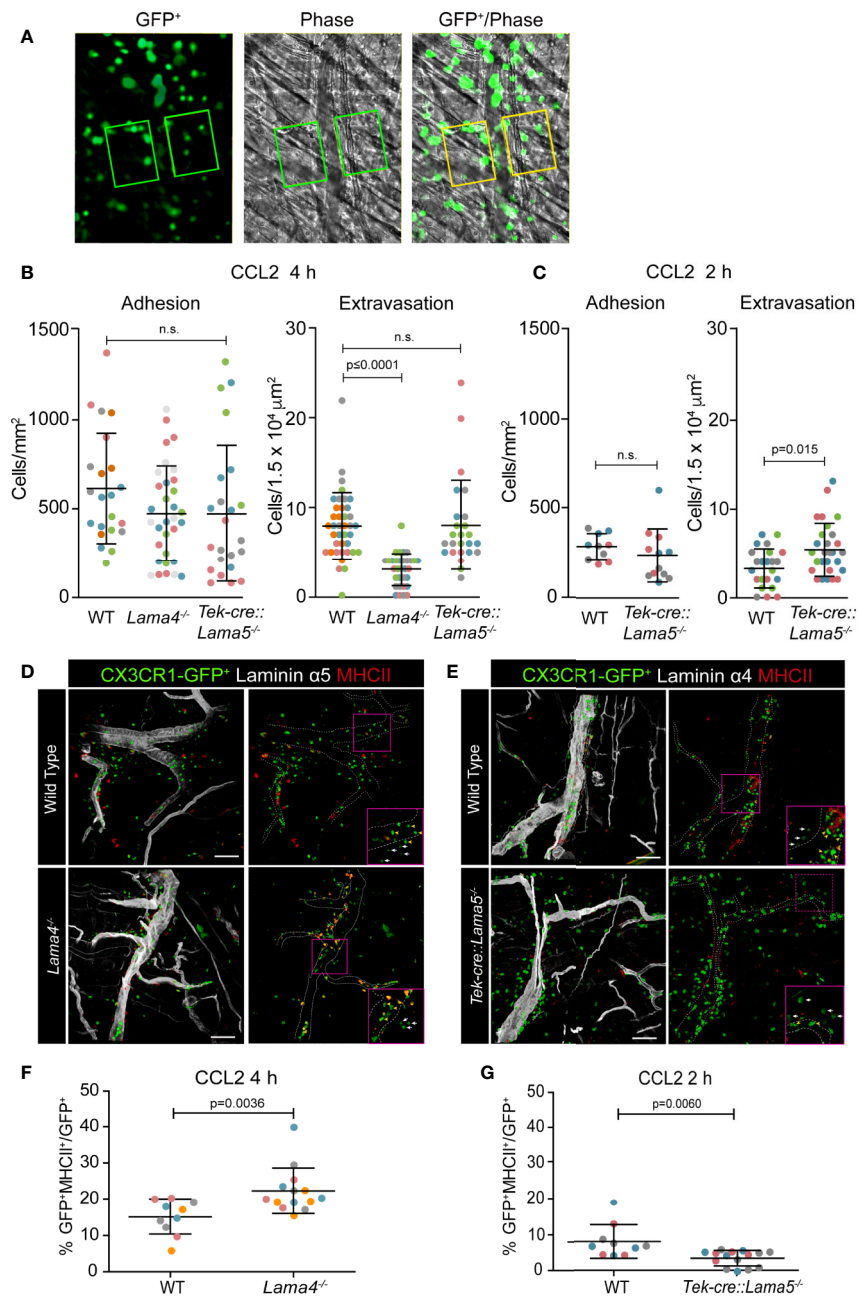 A
GFP⁺
Phase
GFP⁺/Phase
B
CCL2 4 h
Adhesion
Extravasation
n.s.
n.s.
p≤0.0001
Cells/mm²
1500
1000
500
0
WT
Lama4⁻/⁻
Tek-cre::
Lama5⁻/⁻
Cells/1.5 x 10⁴ μm²
30
20
10
0
WT
Lama4⁻/⁻
Tek-cre::
Lama5⁻/⁻
C
CCL2 2 h
Adhesion
Extravasation
n.s.
p=0.015
Cells/mm²
1500
1000
500
0
WT
Tek-cre::
Lama5⁻/⁻
Cells/1.5 x 10⁴ μm²
30
20
10
0
WT
Tek-cre::
Lama5⁻/⁻
D
CX3CR1-GFP⁺ Laminin α5 MHCII
Wild Type
Lama4⁻/⁻
E
CX3CR1-GFP⁺ Laminin α4 MHCII
Wild Type
Tek-cre::Lama5⁻/⁻
F
CCL2 4 h
p=0.0036
% GFP⁺MHCII⁺/GFP⁺
50
40
30
20
10
0
WT
Lama4⁻/⁻
G
CCL2 2 h
p=0.0060
% GFP⁺MHCII⁺/GFP⁺
50
40
30
20
10
0
WT
Tek-cre::Lama5⁻/⁻